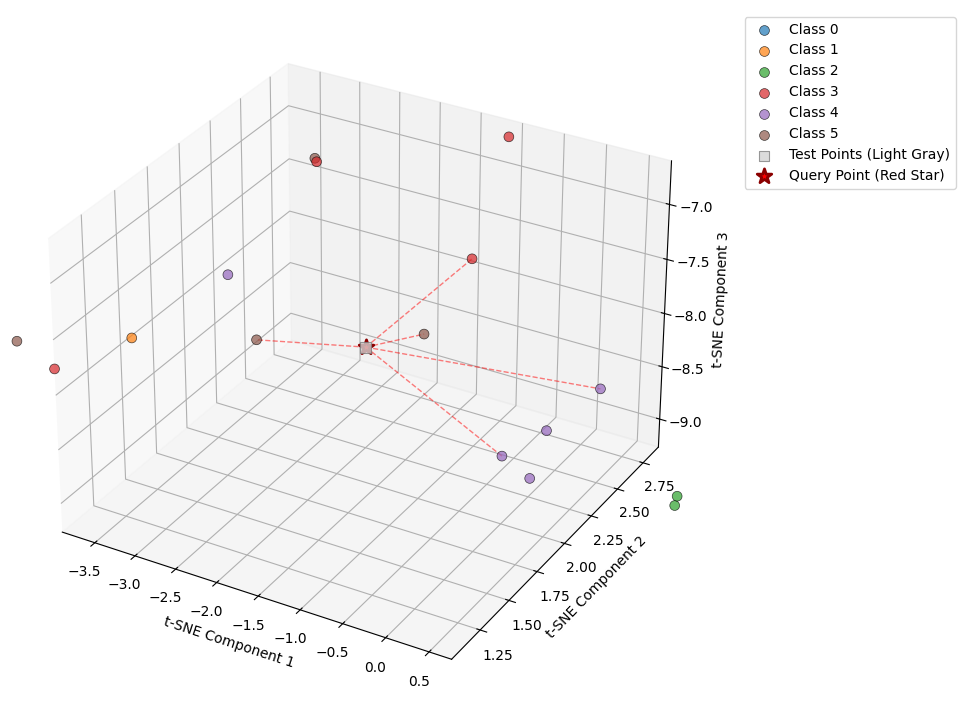 Class 0
Class 1
Class 2
Class 3
Class 4
Class 5
Test Points (Light Gray)
Query Point (Red Star)
−7.0
−7.5
−8.0
−8.5
−9.0
t-SNE Component 3
2.75
2.50
2.25
2.00
1.75
1.50
1.25
t-SNE Component 2
−3.5
−3.0
−2.5
−2.0
−1.5
−1.0
−0.5
0.0
0.5
t-SNE Component 1